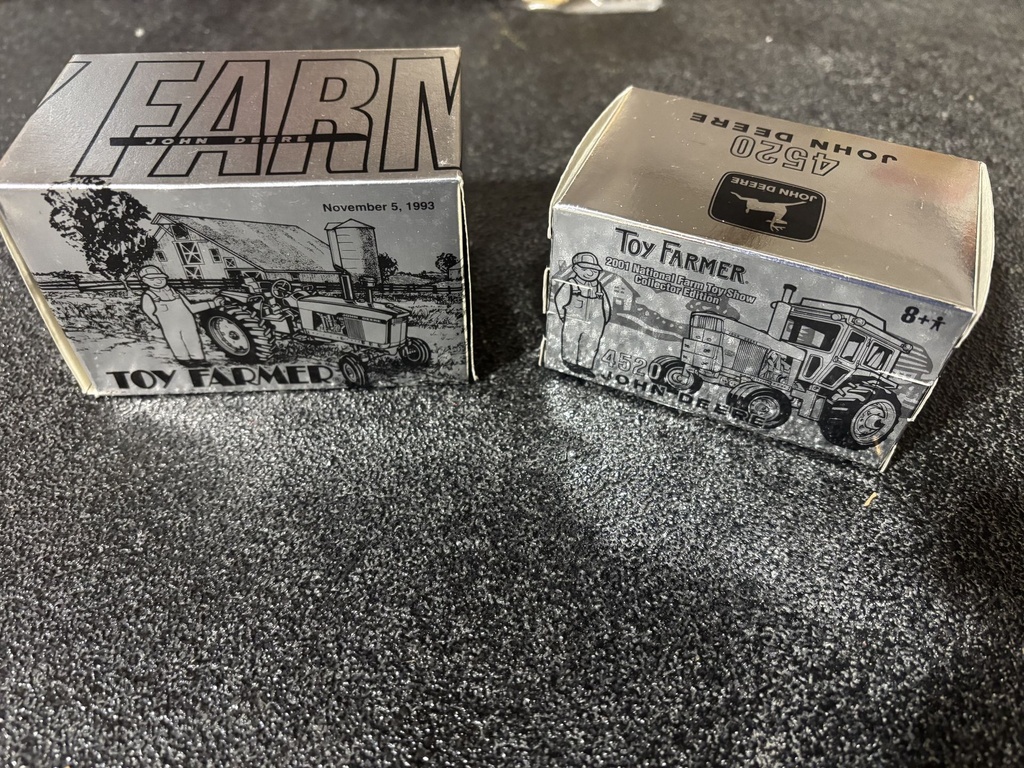 FARM
JOHN DEERE
November 5, 1993
TOY FARMER
JOHN DEERE
4520
JOHN DEERE
TOY FARMER
2001 National Farm Toy Show
Collector Edition
8+
4520
JOHN DEERE